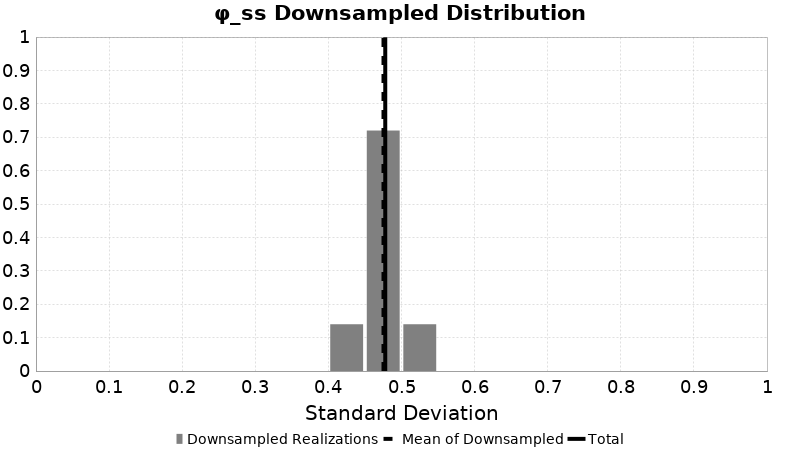 φ_ss Downsampled Distribution
1
0.9
0.8
0.7
0.6
0.5
0.4
0.3
0.2
0.1
0
0 0.1 0.2 0.3 0.4 0.5 0.6 0.7 0.8 0.9 1
Standard Deviation
Downsampled Realizations Mean of Downsampled Total